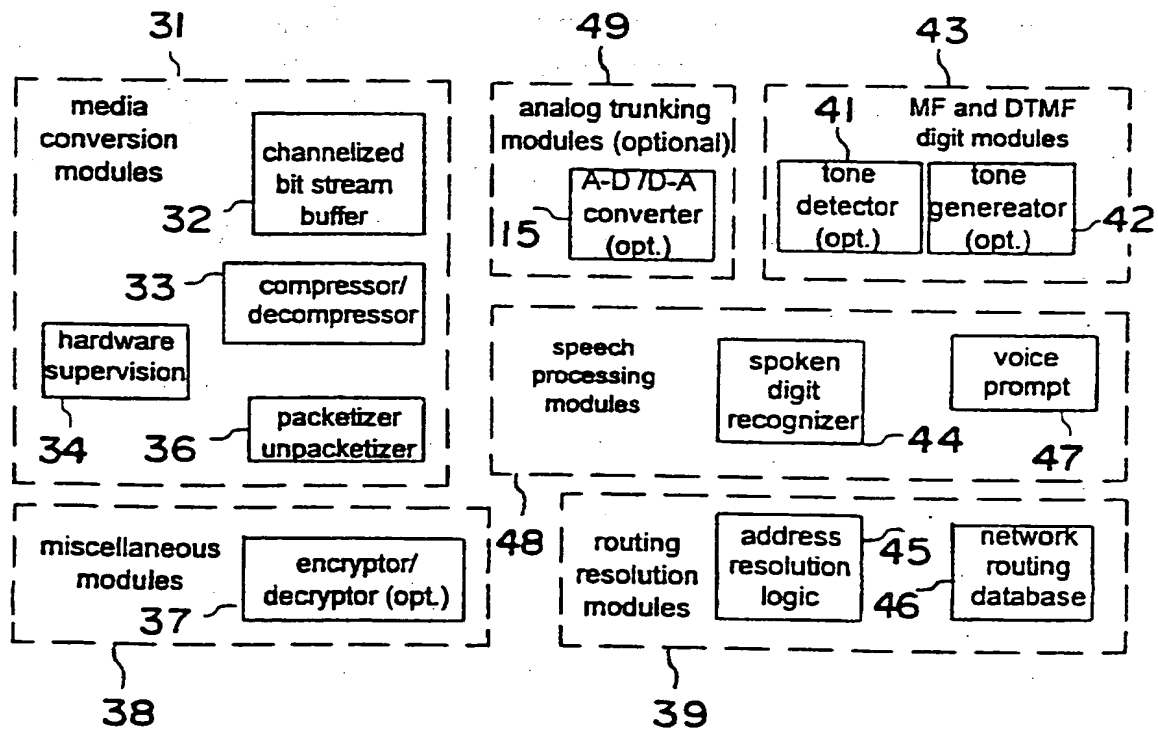 31
media
conversion
modules
channelized
bit stream
buffer
32
33
compressor/
decompressor
hardware
supervision
34
36
packetizer
unpacketizer
49
analog trunking
modules (optional)
A-D /D-A
converter
(opt.)
15
43
MF and DTMF
digit modules
41
tone
detector
(opt.)
tone
genereator
(opt.)
42
speech
processing
modules
spoken
digit
recognizer
44
voice
prompt
47
48
miscellaneous
modules
encryptor/
decryptor (opt.)
37
38
routing
resolution
modules
address
resolution
logic
45
46
network
routing
database
39